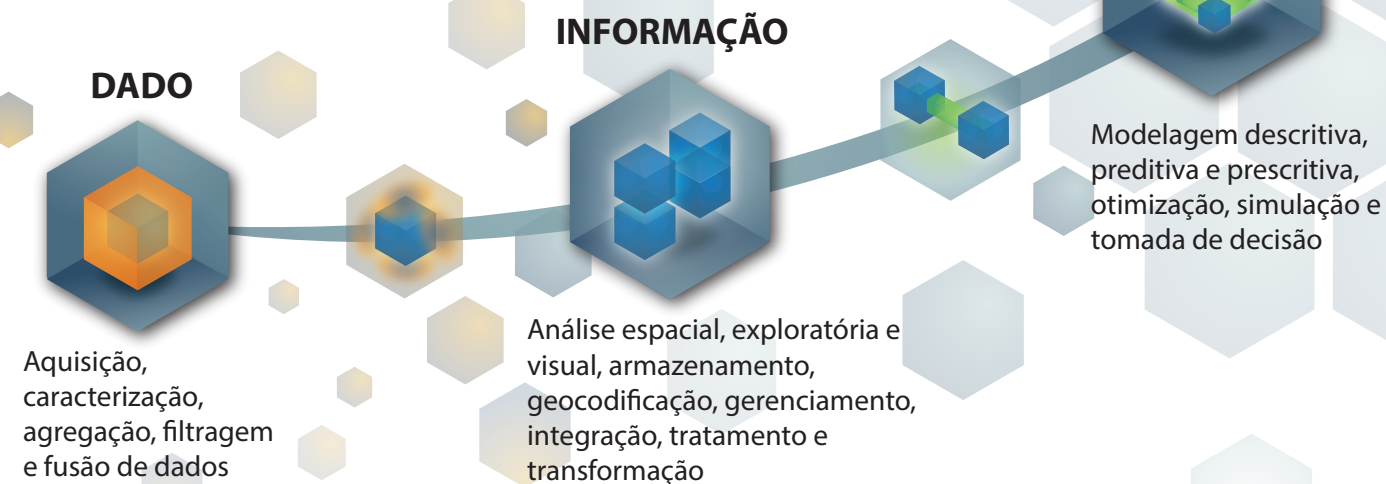 DADO
Aquisição,
caracterização,
agregação, filtragem
e fusão de dados
INFORMAÇÃO
Análise espacial, exploratória e
visual, armazenamento,
geocodificação, gerenciamento,
integração, tratamento e
transformação
Modelagem descritiva,
preditiva e prescritiva,
otimização, simulação e
tomada de decisão